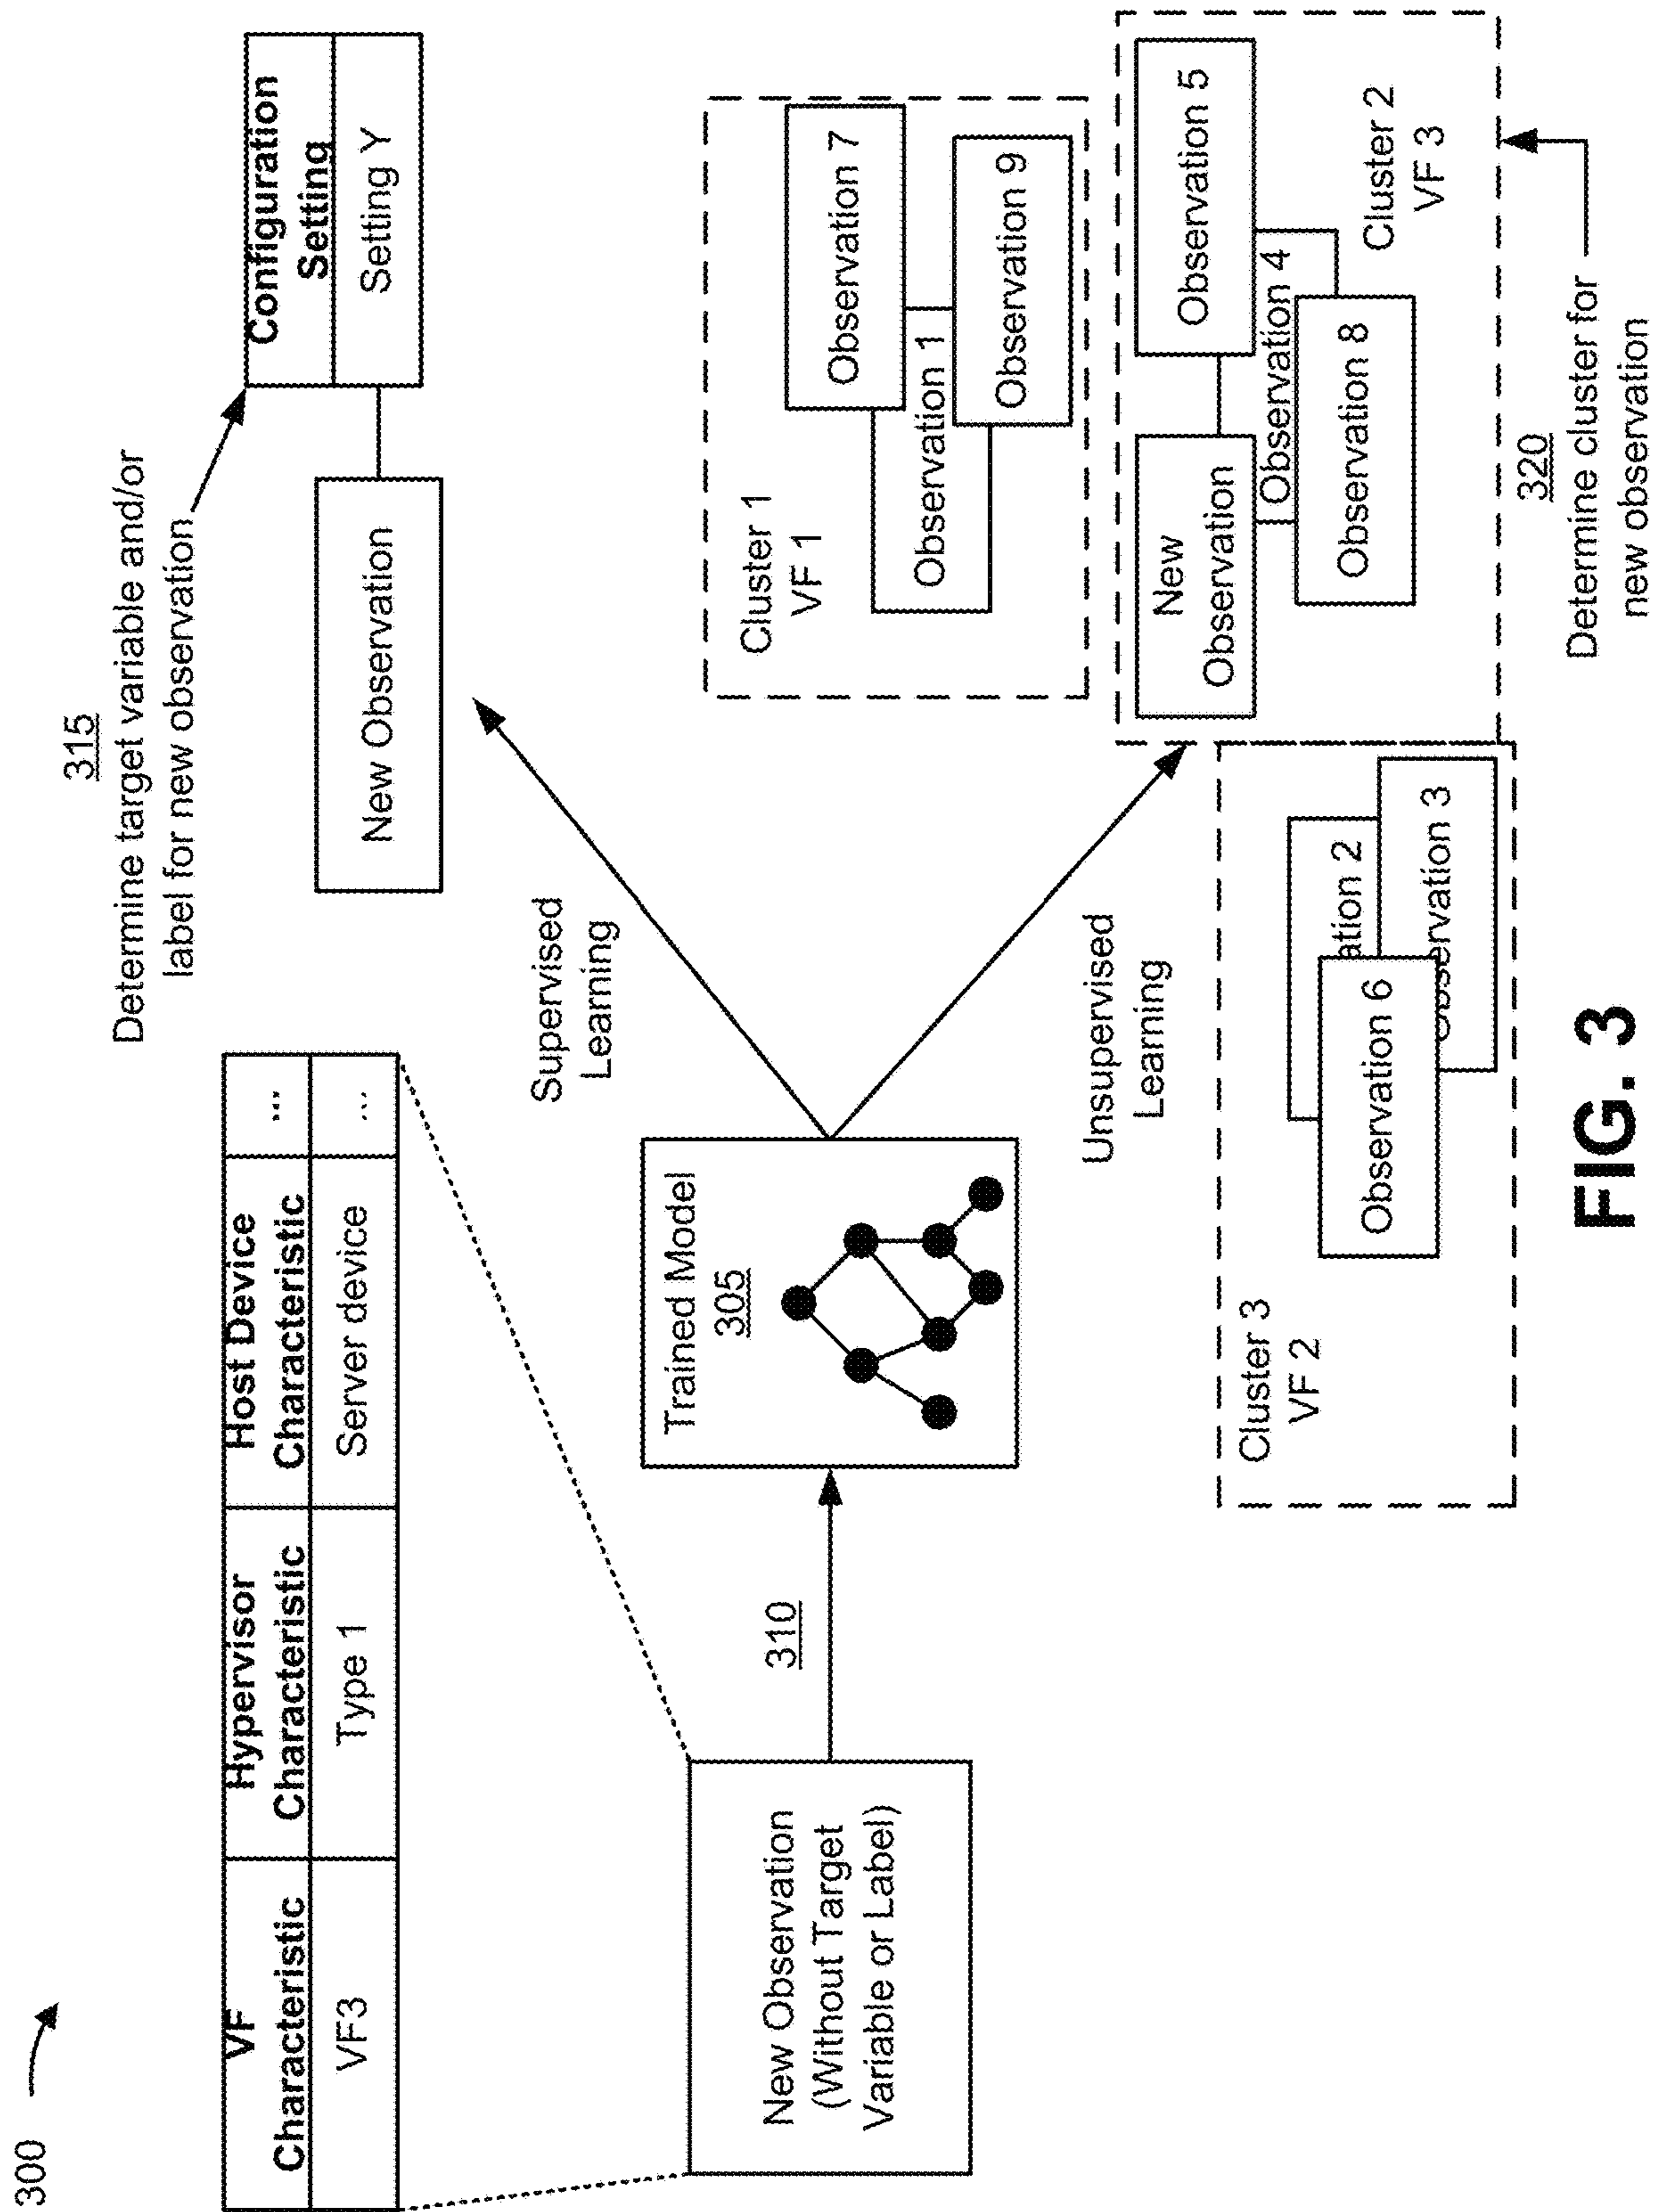 300
VF
Characteristic
Hypervisor
Characteristic
Host Device
Characteristic
...
VF3
Type 1
Server device
...
315
Determine target variable and/or
label for new observation
Configuration
Setting
Setting Y
New Observation
Supervised
Learning
New Observation
(Without Target
Variable or Label)
310
Trained Model
305
Unsupervised
Learning
Cluster 1
VF 1
Observation 7
Observation 1
Observation 9
New
Observation
Observation 5
Observation 4
Observation 8
Cluster 2
VF 3
Cluster 3
VF 2
ation 2
Observation 6
servation 3
320
Determine cluster for
new observation
FIG. 3